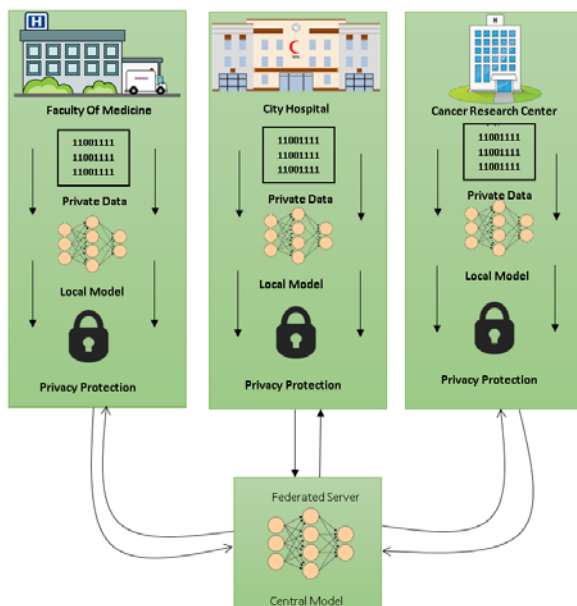 H
Faculty Of Medicine
11001111
11001111
11001111
Private Data
Local Model
Privacy Protection
City Hospital
11001111
11001111
11001111
Private Data
Local Model
Privacy Protection
H
Cancer Research Center
11001111
11001111
11001111
Private Data
Local Model
Privacy Protection
Federated Server
Central Model